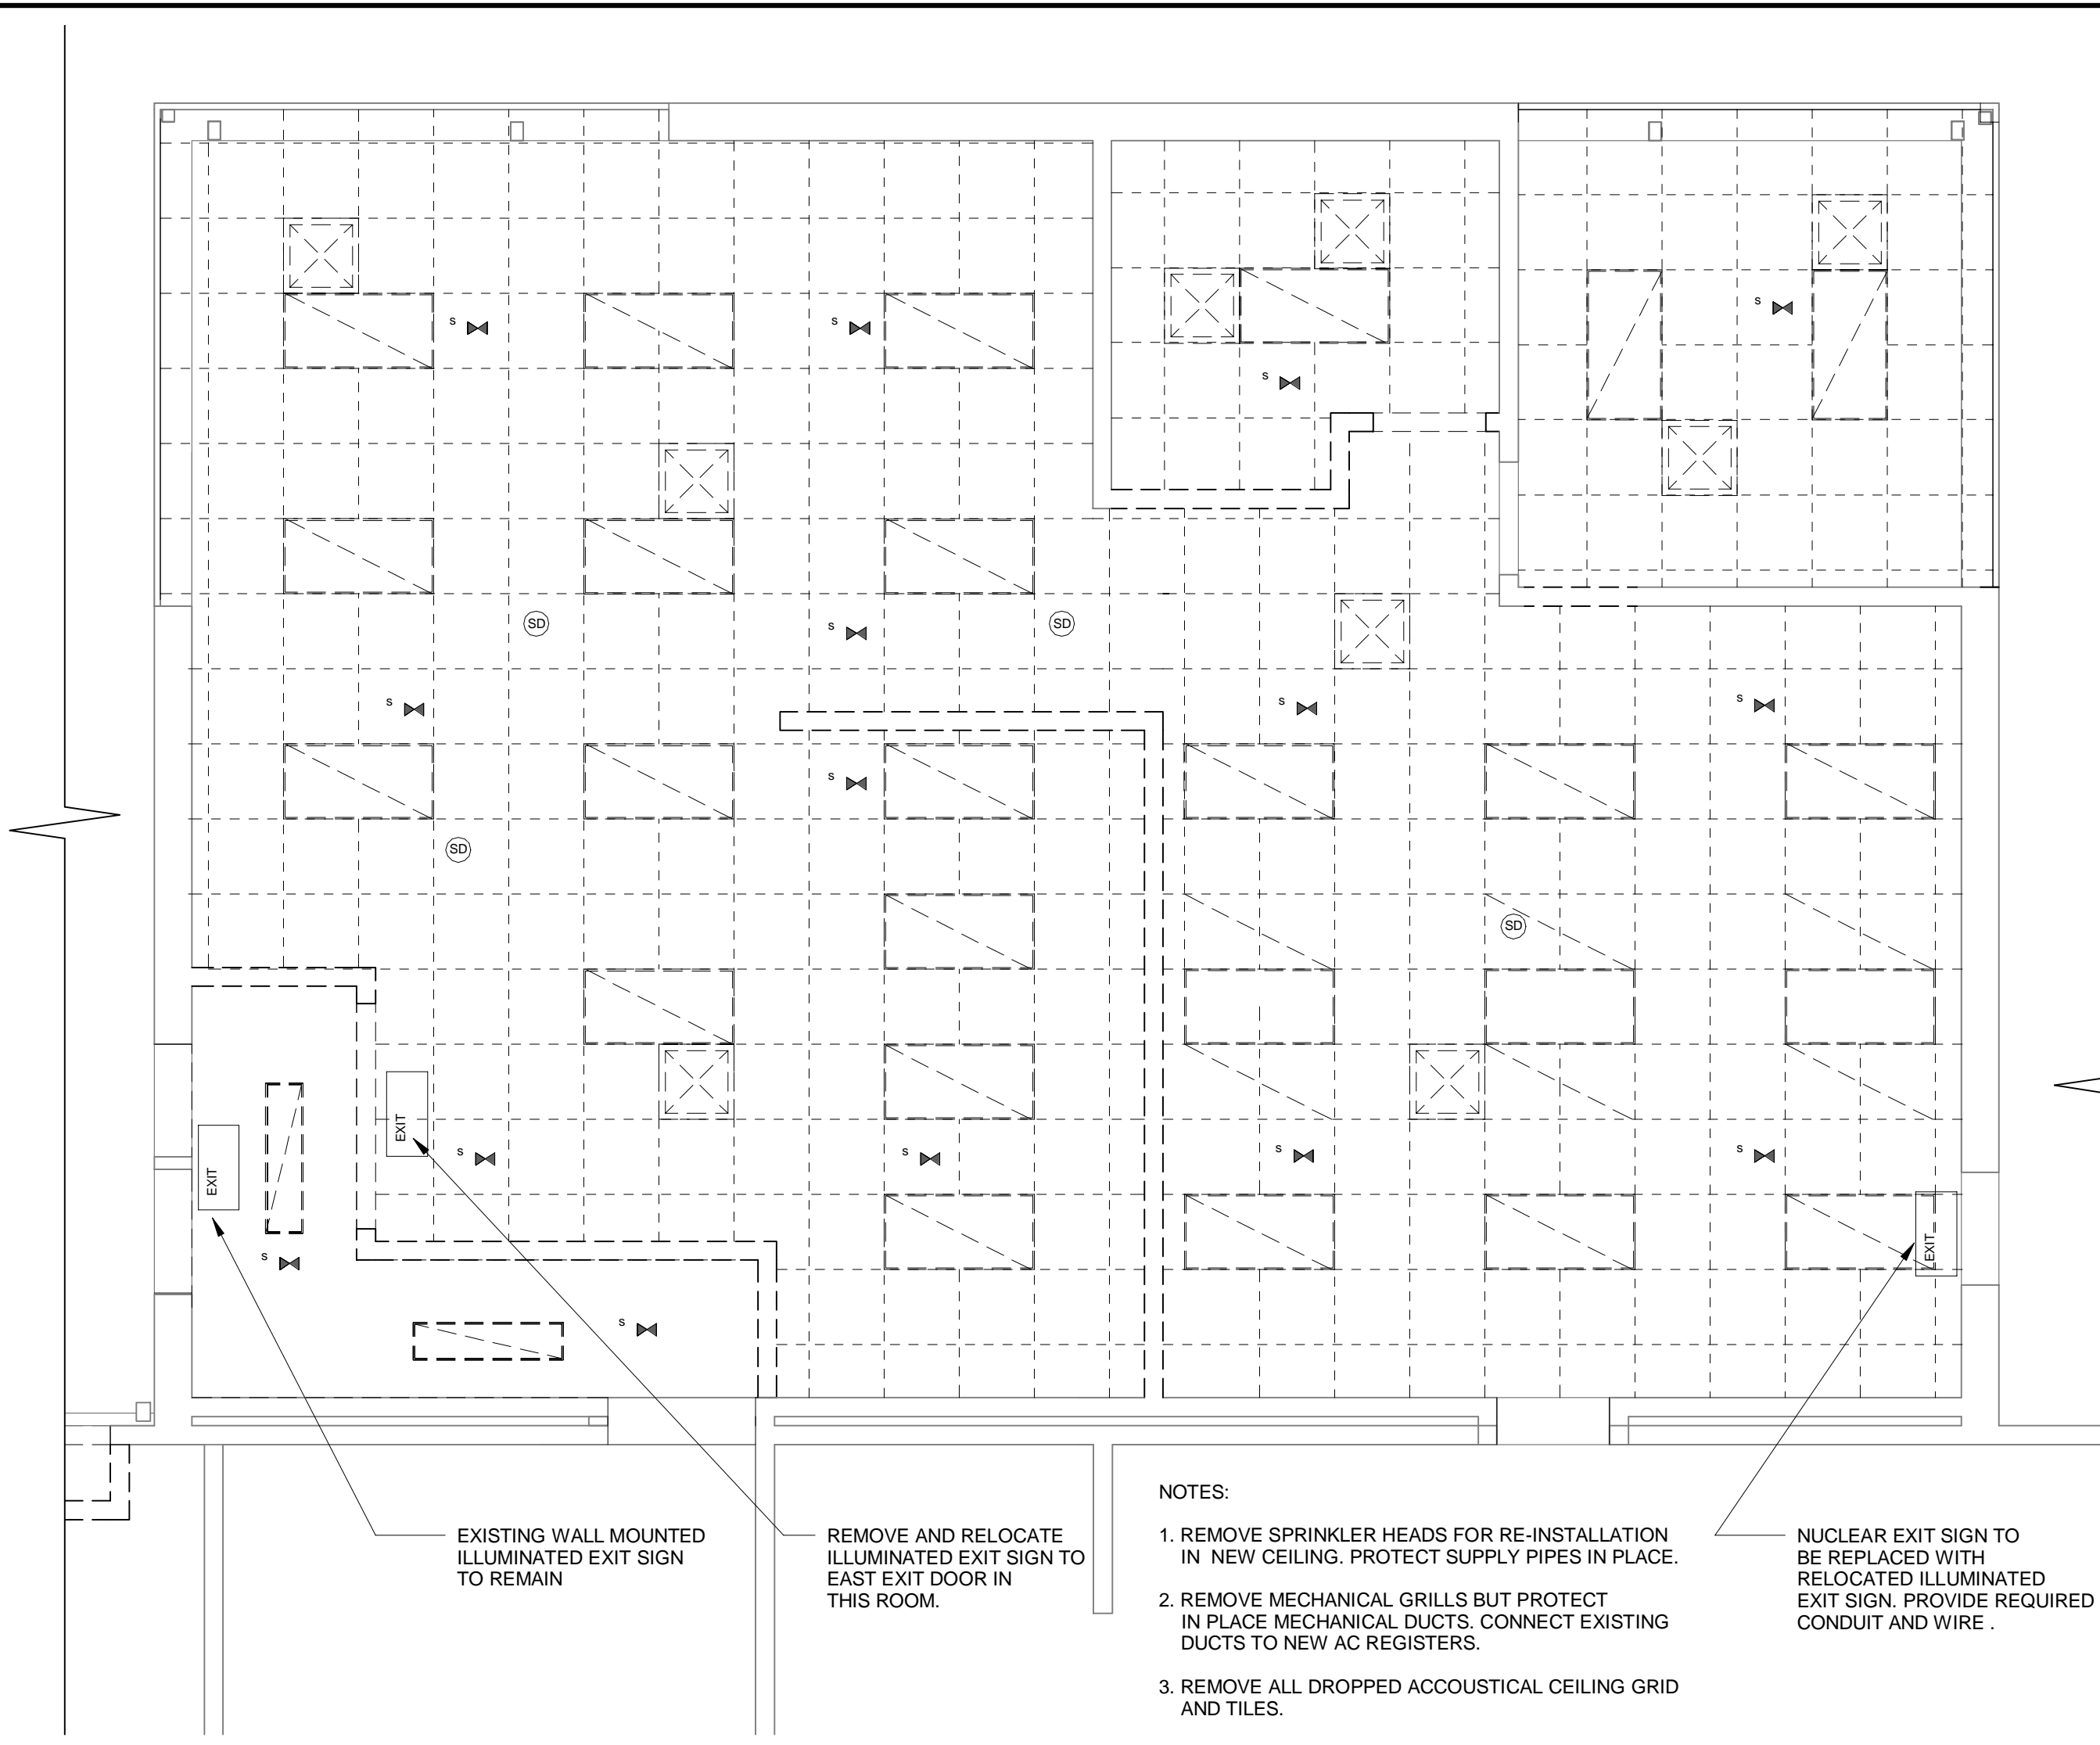 S
S
S
S
SD
S
SD
S
S
S
S
SD
SD
EXIT
S
S
S
S
EXIT
S
EXIT
S
NOTES:
EXISTING WALL MOUNTED
ILLUMINATED EXIT SIGN
TO REMAIN
REMOVE AND RELOCATE
ILLUMINATED EXIT SIGN TO
EAST EXIT DOOR IN
THIS ROOM.
1. REMOVE SPRINKLER HEADS FOR RE-INSTALLATION
IN NEW CEILING. PROTECT SUPPLY PIPES IN PLACE.
2. REMOVE MECHANICAL GRILLS BUT PROTECT
IN PLACE MECHANICAL DUCTS. CONNECT EXISTING
DUCTS TO NEW AC REGISTERS.
3. REMOVE ALL DROPPED ACCOUSTICAL CEILING GRID
AND TILES.
NUCLEAR EXIT SIGN TO
BE REPLACED WITH
RELOCATED ILLUMINATED
EXIT SIGN. PROVIDE REQUIRED
CONDUIT AND WIRE .